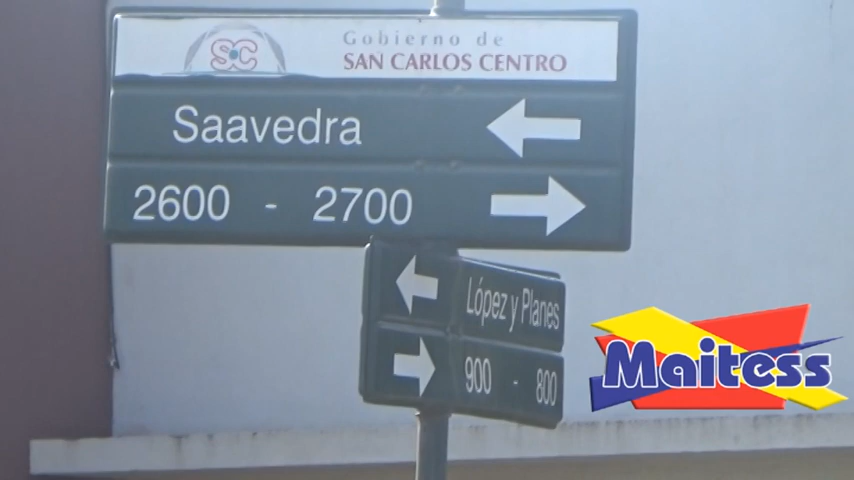 SC
Gobierno de
SAN CARLOS CENTRO
Saavedra
2600 - 2700
López y Planes
900 - 800
Maitess